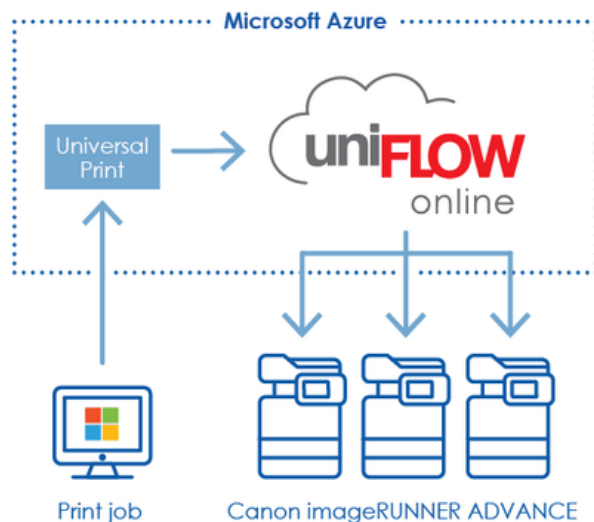 Microsoft Azure
Universal
Print
uniFLOW
online
Print job
Canon imageRUNNER ADVANCE